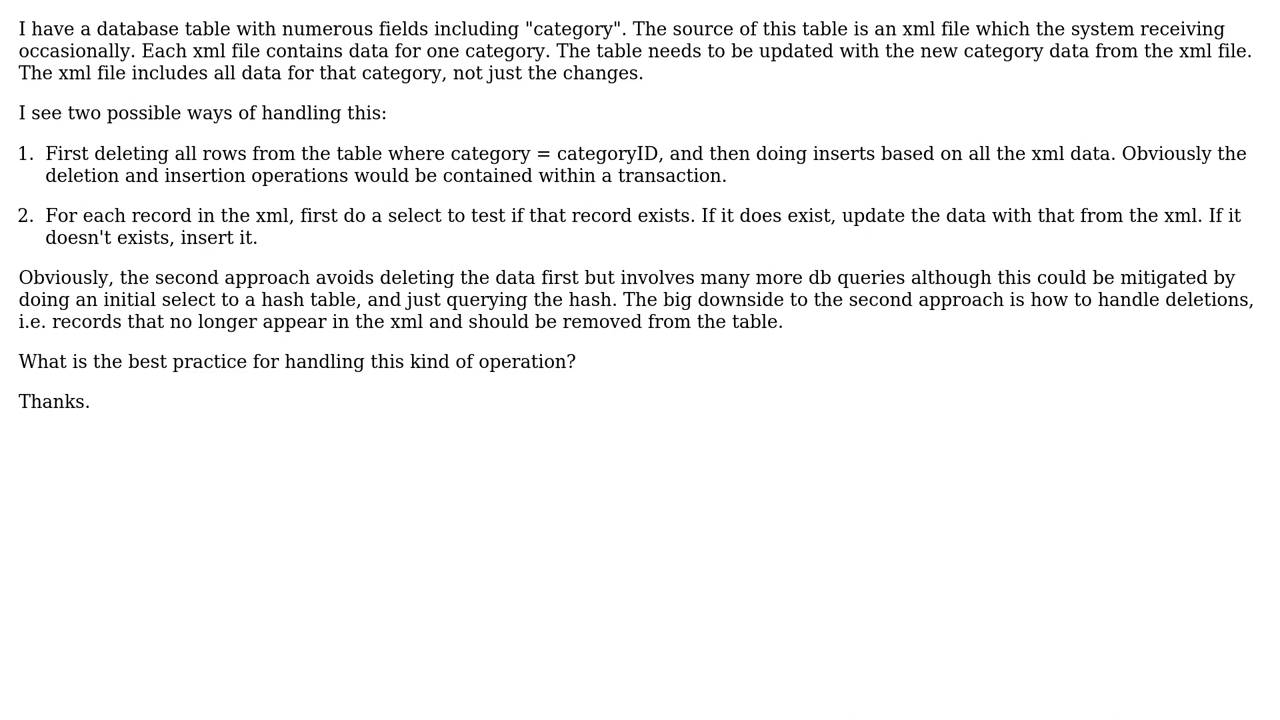 I have a database table with numerous fields including "category". The source of this table is an xml file which the system receiving
occasionally. Each xml file contains data for one category. The table needs to be updated with the new category data from the xml file.
The xml file includes all data for that category, not just the changes.
I see two possible ways of handling this:
1. First deleting all rows from the table where category = categoryID, and then doing inserts based on all the xml data. Obviously the
deletion and insertion operations would be contained within a transaction.
2. For each record in the xml, first do a select to test if that record exists. If it does exist, update the data with that from the xml. If it
doesn't exists, insert it.
Obviously, the second approach avoids deleting the data first but involves many more db queries although this could be mitigated by
doing an initial select to a hash table, and just querying the hash. The big downside to the second approach is how to handle deletions,
i.e. records that no longer appear in the xml and should be removed from the table.
What is the best practice for handling this kind of operation?
Thanks.